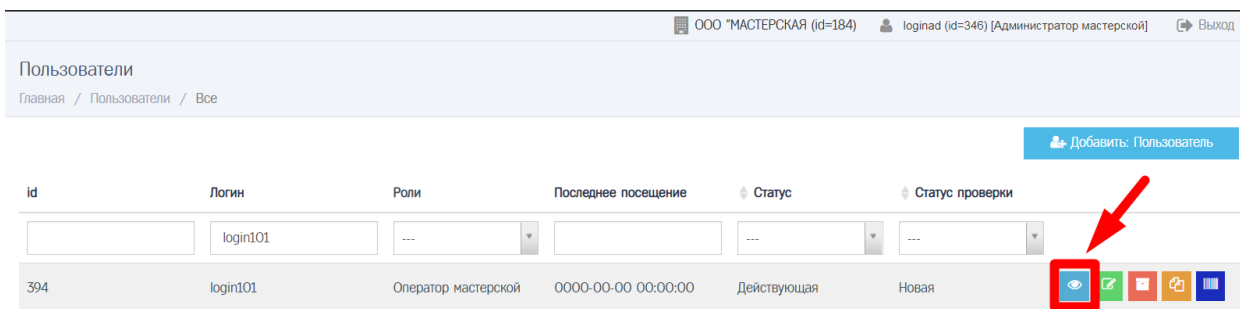 ООО "МАСТЕРСКАЯ (id=184) loginad (id=346) [Администратор мастерской] Выход
Пользователи
Главная / Пользователи / Все
Добавить: Пользователь
id Логин Роли Последнее посещение Статус Статус проверки
login101 --- --- ---
394 login101 Оператор мастерской 0000-00-00 00:00:00 Действующая Новая